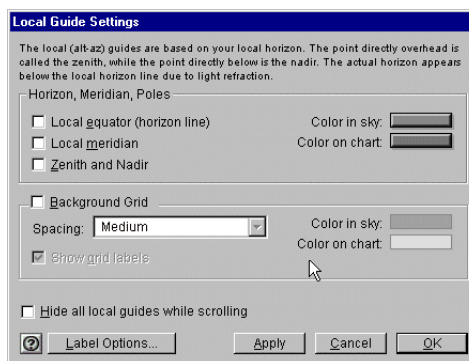 Local Guide Settings
The local (alt-az) guides are based on your local horizon. The point directly overhead is
called the zenith, while the point directly below is the nadir. The actual horizon appears
below the local horizon line due to light refraction.
Horizon, Meridian, Poles
Local equator (horizon line)
Color in sky:
Local meridian
Color on chart:
Zenith and Nadir
Background Grid
Spacing: Medium
Color in sky:
Color on chart:
Show grid labels
Hide all local guides while scrolling
? Label Options... Apply Cancel OK